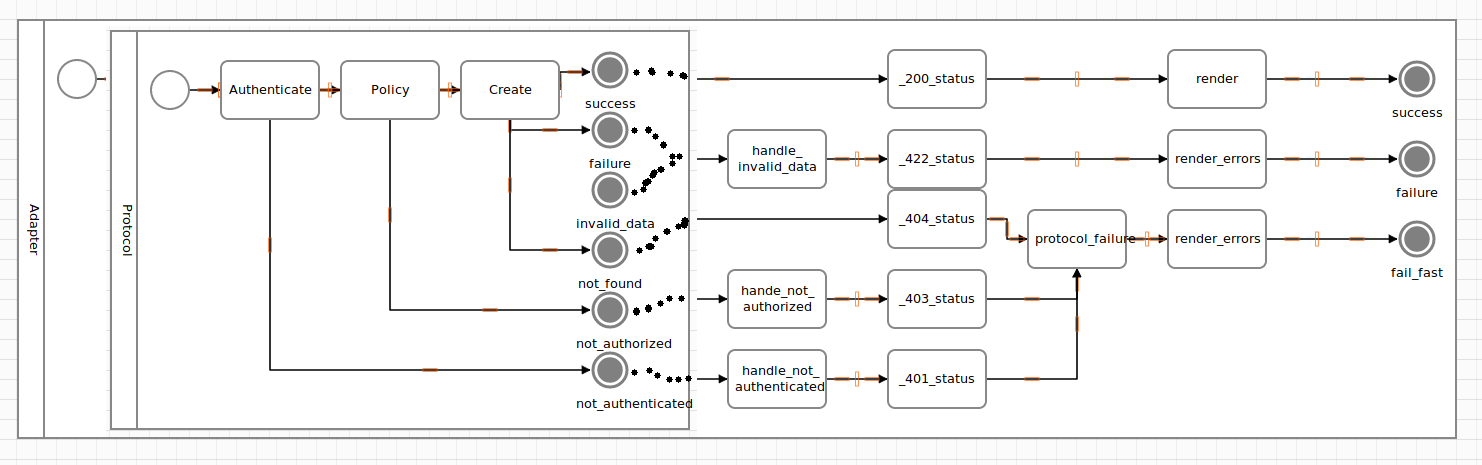 Adapter
Protocol
Authenticate
Policy
Create
success
failure
invalid_data
not_found
not_authorized
not_authenticated
_200_status
render
success
handle_
invalid_data
_422_status
render_errors
failure
_404_status
protocol_failure
render_errors
fail_fast
hande_not_
authorized
_403_status
handle_not_
authenticated
_401_status